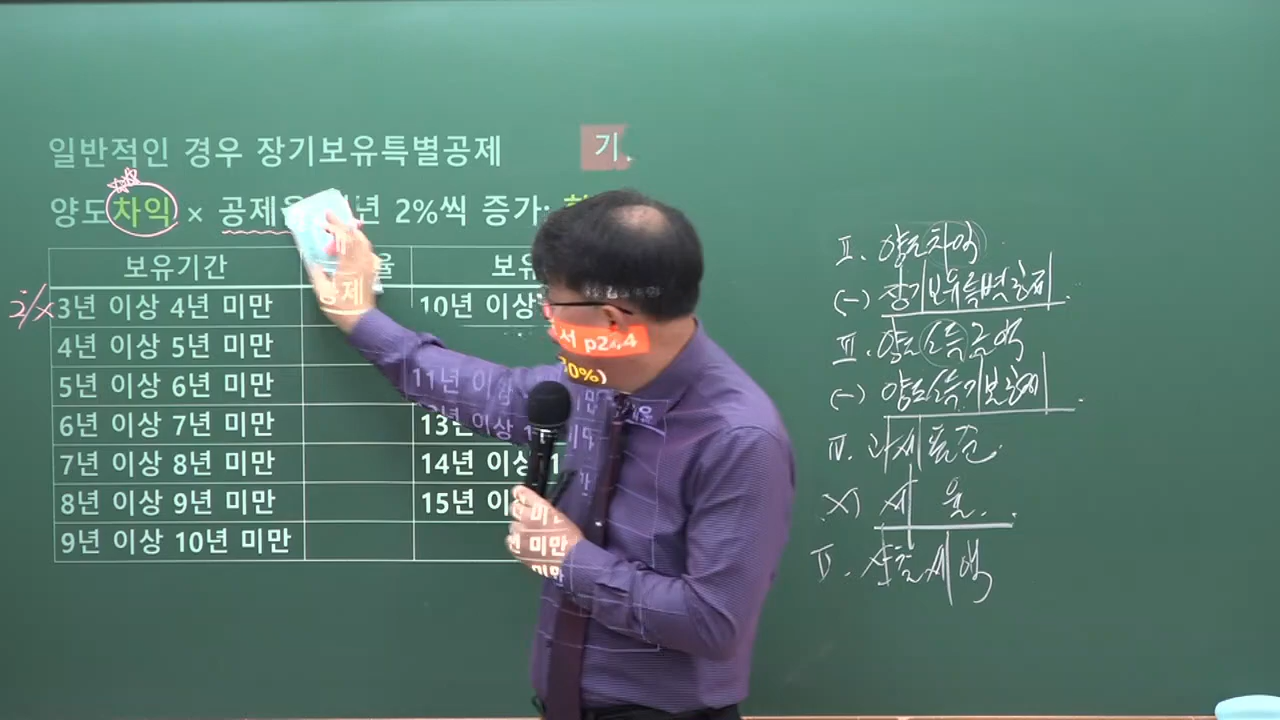 일반적인 경우 장기보유특별공제 기
양도차익 × 공제 년 2%씩 증가:
보유기간 율 보유
2/x 3년 이상 4년 미만 10년 이상
4년 이상 5년 미만
5년 이상 6년 미만 11년 이상
6년 이상 7년 미만 13년 이상
7년 이상 8년 미만 14년 이상
8년 이상 9년 미만 15년
9년 이상 10년 미만
공제
서 p244
30%)
미만
미만
미만
Ⅱ. 양도차익
(-) 장기보유특별공제
Ⅲ. 양도소득금액
(-) 양도소득기본공제
Ⅳ. 과세표준
X) 세 율
Ⅴ. 산출세액